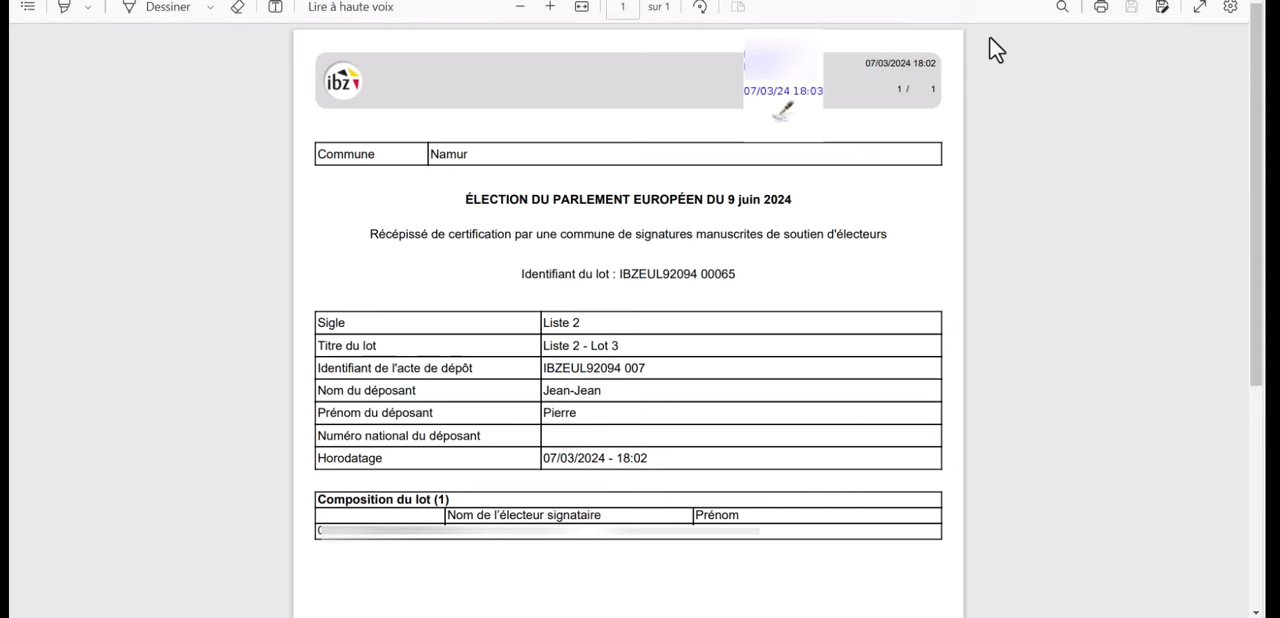 Dessiner Lire à haute voix 1 sur 1
ibz 07/03/2024 18:02
07/03/24 18:03 1 / 1
Commune Namur
ÉLECTION DU PARLEMENT EUROPÉEN DU 9 juin 2024
Récépissé de certification par une commune de signatures manuscrites de soutien d'électeurs
Identifiant du lot : IBZEUL92094 00065
Sigle Liste 2
Titre du lot Liste 2 - Lot 3
Identifiant de l'acte de dépôt IBZEUL92094 007
Nom du déposant Jean-Jean
Prénom du déposant Pierre
Numéro national du déposant
Horodatage 07/03/2024 - 18:02
Composition du lot (1)
Nom de l'électeur signataire Prénom